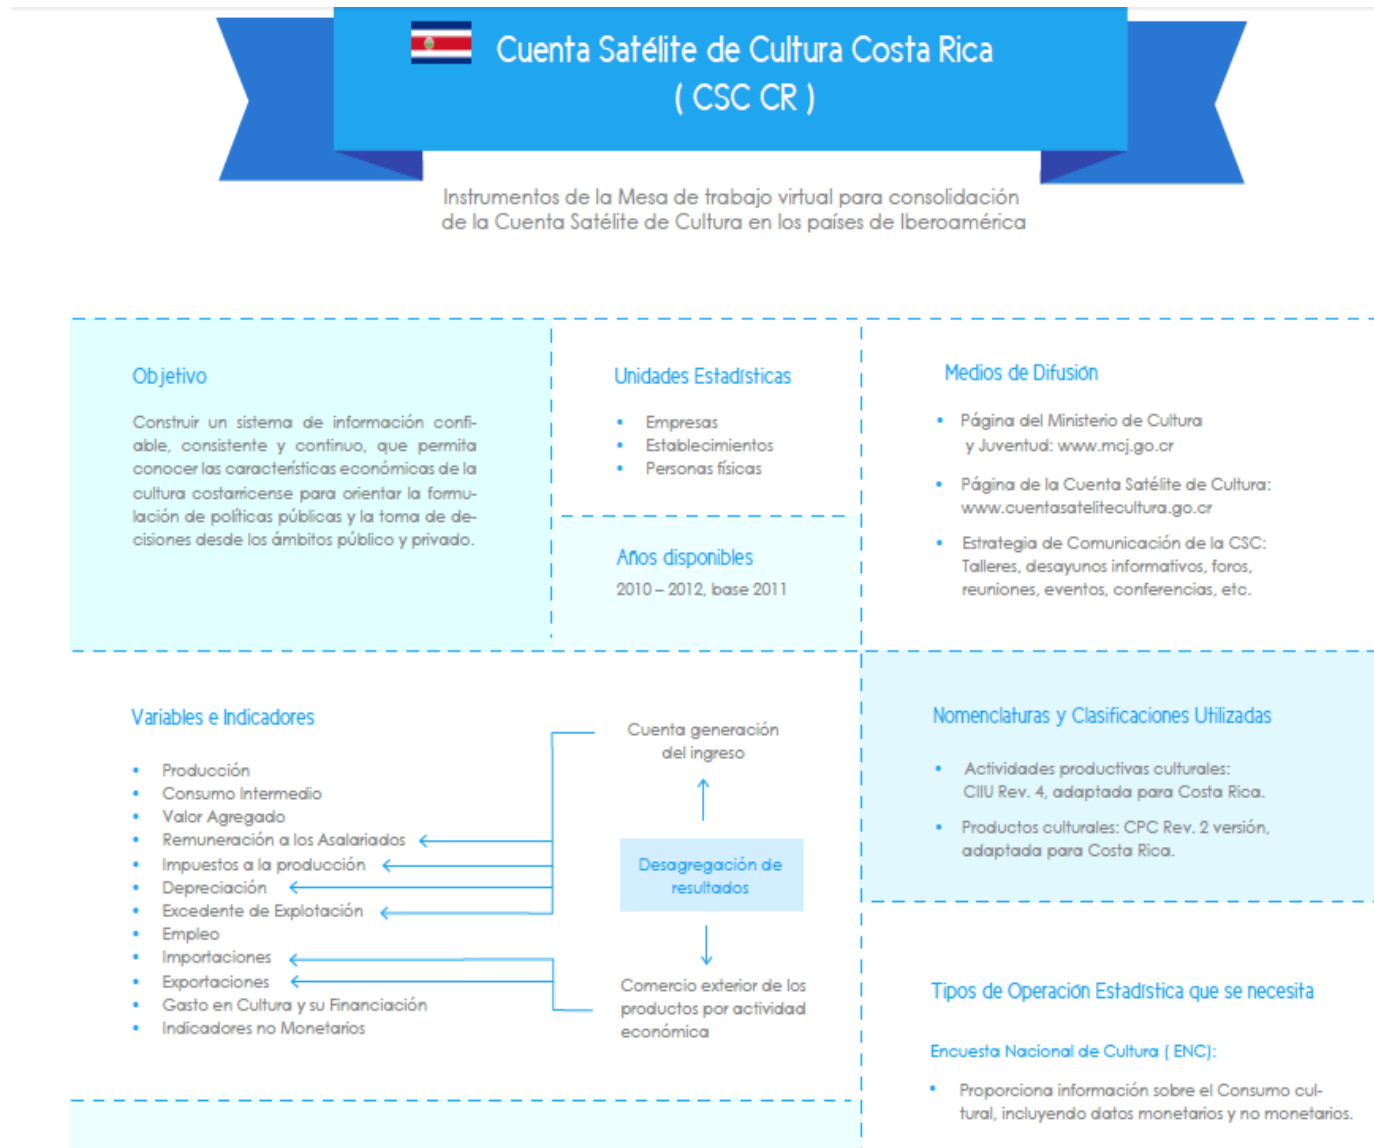 Cuenta Satélite de Cultura Costa Rica
( CSC CR )
Instrumentos de la Mesa de trabajo virtual para consolidación
de la Cuenta Satélite de Cultura en los países de Iberoamérica
Objetivo
Construir un sistema de información confi-
able, consistente y continuo, que permita
conocer las características económicas de la
cultura costarricense para orientar la formu-
lación de políticas públicas y la toma de de-
cisiones desde los ámbitos público y privado.
Unidades Estadísticas
• Empresas
• Establecimientos
• Personas físicas
Años disponibles
2010 – 2012, base 2011
Medios de Difusión
• Página del Ministerio de Cultura
y Juventud: www.mcj.go.cr
• Página de la Cuenta Satélite de Cultura:
www.cuentasatelitecultura.go.cr
• Estrategia de Comunicación de la CSC:
Talleres, desayunos informativos, foros,
reuniones, eventos, conferencias, etc.
Variables e Indicadores
• Producción
• Consumo Intermedio
• Valor Agregado
• Remuneración a los Asalariados
• Impuestos a la producción
• Depreciación
• Excedente de Explotación
• Empleo
• Importaciones
• Exportaciones
• Gasto en Cultura y su Financiación
• Indicadores no Monetarios
Cuenta generación
del ingreso
Desagregación de
resultados
Comercio exterior de los
productos por actividad
económica
Nomenclaturas y Clasificaciones Utilizadas
• Actividades productivas culturales:
CIIU Rev. 4, adaptada para Costa Rica.
• Productos culturales: CPC Rev. 2 versión,
adaptada para Costa Rica.
Tipos de Operación Estadística que se necesita
Encuesta Nacional de Cultura ( ENC):
• Proporciona información sobre el Consumo cul-
tural, incluyendo datos monetarios y no monetarios.